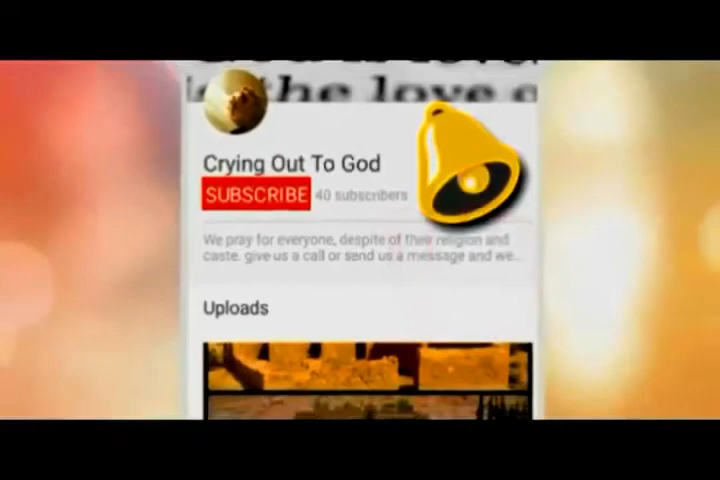 the love
Crying Out To God
SUBSCRIBE 40 subscribers
We pray for everyone, despite of their religion and
caste. give us a call or send us a message and we...
Uploads